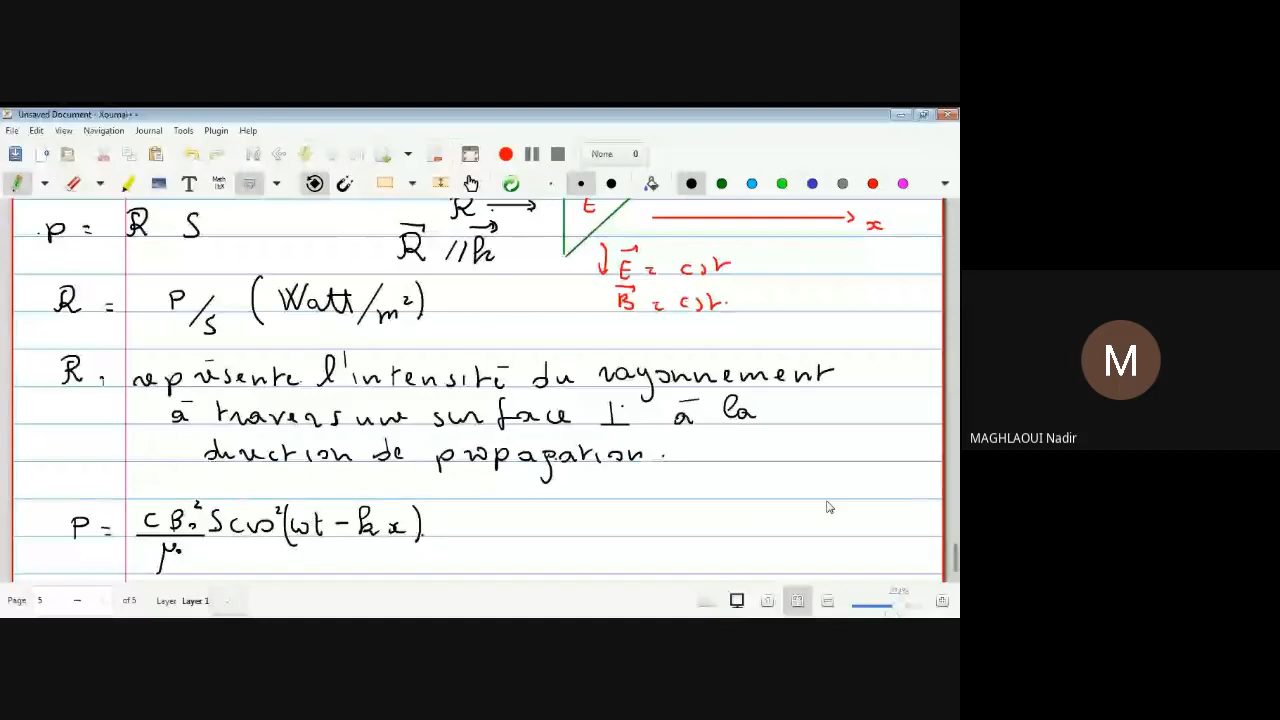 Unsaved Document - Xournal++
File Edit View Navigation Journal Tools Plugin Help
None 0
T Math
.p = R S
R →
R⃗ // k⃗
E
x
E⃗ = cst
B⃗ = cst.
R = P/S (Watt/m²)
R, représente l'intensité du rayonnement
à travers une surface ⊥ à la
direction de propagation.
P = c B₀²/μ₀ S cos²(ωt - kx).
Page 5 of 5 Layer Layer 1
M
MAGHLAOUI Nadir